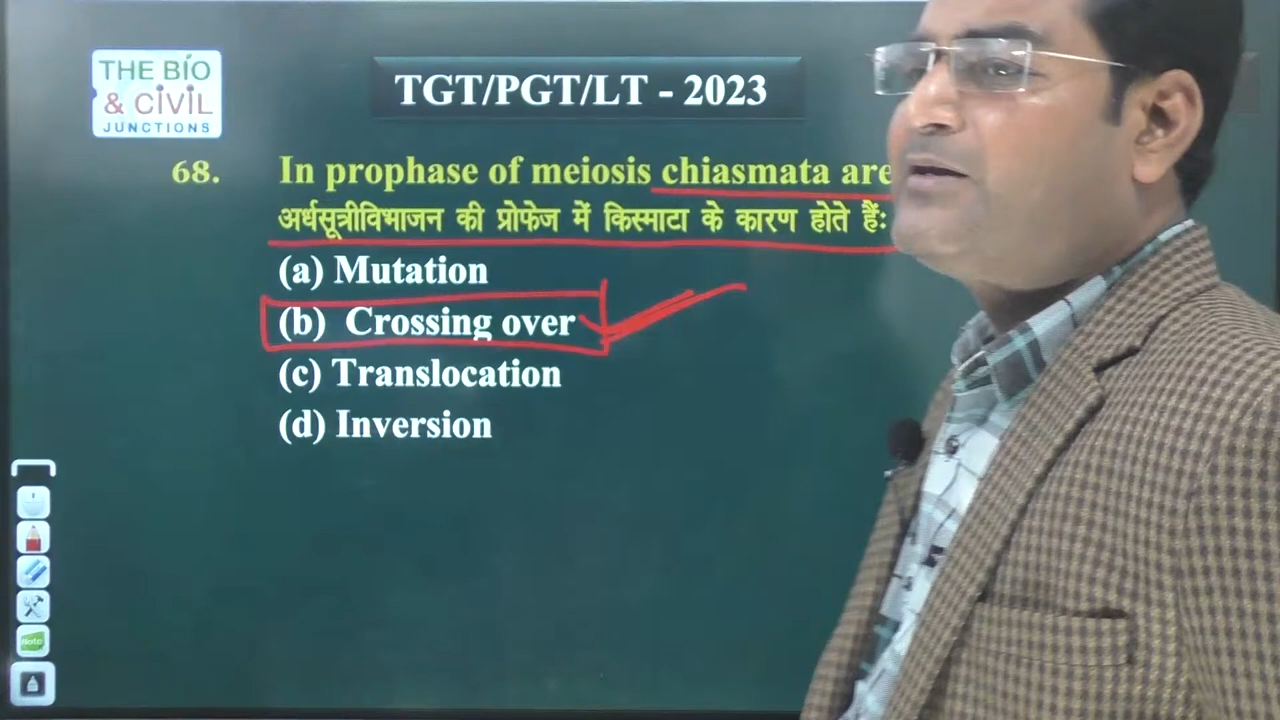 THE BIO
& CIVIL
JUNCTIONS
TGT/PGT/LT - 2023
68. In prophase of meiosis chiasmata are
अर्धसूत्रीविभाजन की प्रोफेज में किस्माटा के कारण होते हैंः
(a) Mutation
(b) Crossing over
(c) Translocation
(d) Inversion
Note